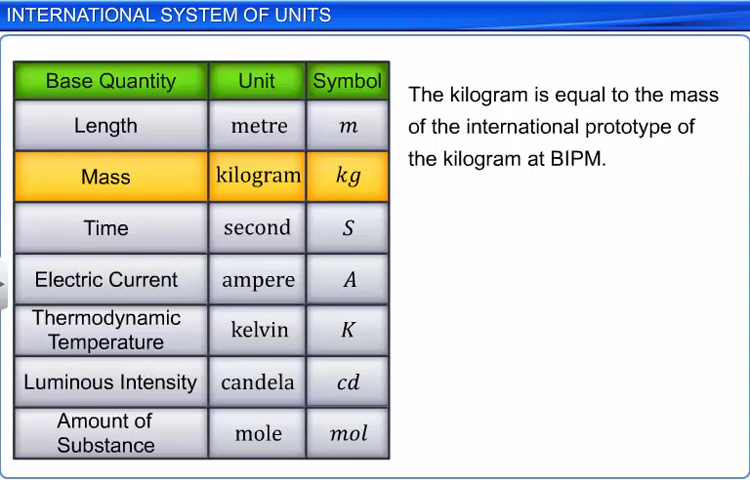 INTERNATIONAL SYSTEM OF UNITS
Base Quantity Unit Symbol
Length metre m
Mass kilogram kg
Time second S
Electric Current ampere A
Thermodynamic
Temperature kelvin K
Luminous Intensity candela cd
Amount of
Substance mole mol
The kilogram is equal to the mass
of the international prototype of
the kilogram at BIPM.